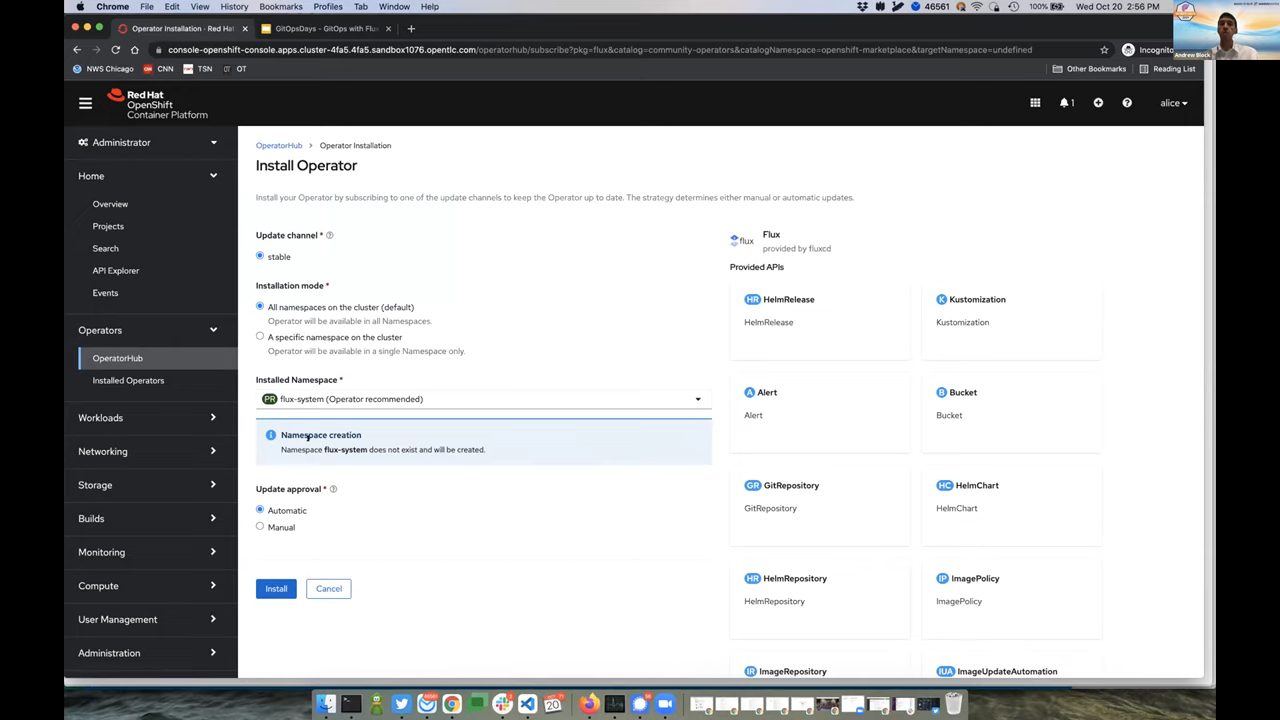 Chrome File Edit View History Bookmarks Profiles Tab Window Help 46561 100% Wed Oct 20 2:56 PM
Operator Installation - Red Hat GitOpsDays - GitOps with Flux
console-openshift-console.apps.cluster-4fa5.4fa5.sandbox1076.opentlc.com/operatorhub/subscribe?pkg=flux&catalog=community-operators&catalogNamespace=openshift-marketplace&targetNamespace=undefined
Incognito
NWS Chicago CNN TSN OT Other Bookmarks Reading List
Andrew Block
Red Hat
OpenShift
Container Platform
1
alice
Administrator
Home
Overview
Projects
Search
API Explorer
Events
Operators
OperatorHub
Installed Operators
Workloads
Networking
Storage
Builds
Monitoring
Compute
User Management
Administration
OperatorHub > Operator Installation
Install Operator
Install your Operator by subscribing to one of the update channels to keep the Operator up to date. The strategy determines either manual or automatic updates.
Update channel *
stable
Installation mode *
All namespaces on the cluster (default)
Operator will be available in all Namespaces.
A specific namespace on the cluster
Operator will be available in a single Namespace only.
Installed Namespace *
PR flux-system (Operator recommended)
Namespace creation
Namespace flux-system does not exist and will be created.
Update approval *
Automatic
Manual
Install Cancel
flux
Flux
provided by fluxcd
Provided APIs
HR HelmRelease
HelmRelease
K Kustomization
Kustomization
A Alert
Alert
B Bucket
Bucket
GR GitRepository
GitRepository
HC HelmChart
HelmChart
HR HelmRepository
HelmRepository
IP ImagePolicy
ImagePolicy
IR ImageRepository
IUA ImageUpdateAutomation
20